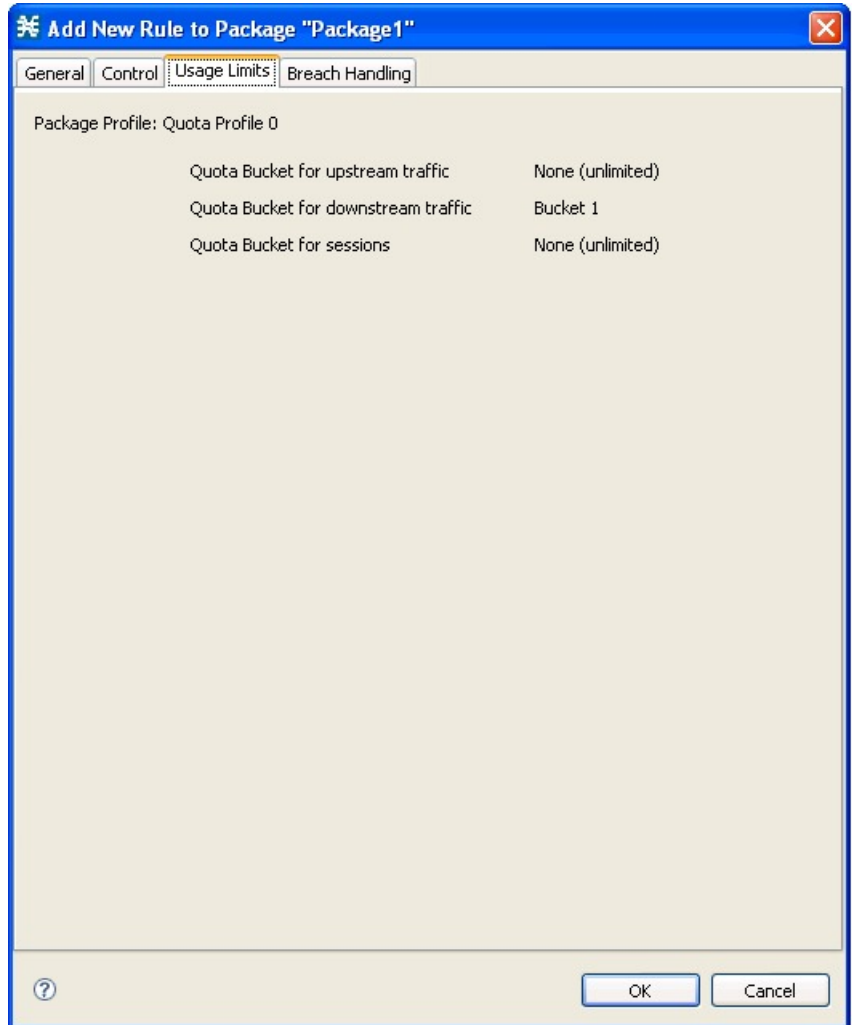 Add New Rule to Package "Package1"
General Control Usage Limits Breach Handling
Package Profile: Quota Profile 0
Quota Bucket for upstream traffic None (unlimited)
Quota Bucket for downstream traffic Bucket 1
Quota Bucket for sessions None (unlimited)
? OK Cancel